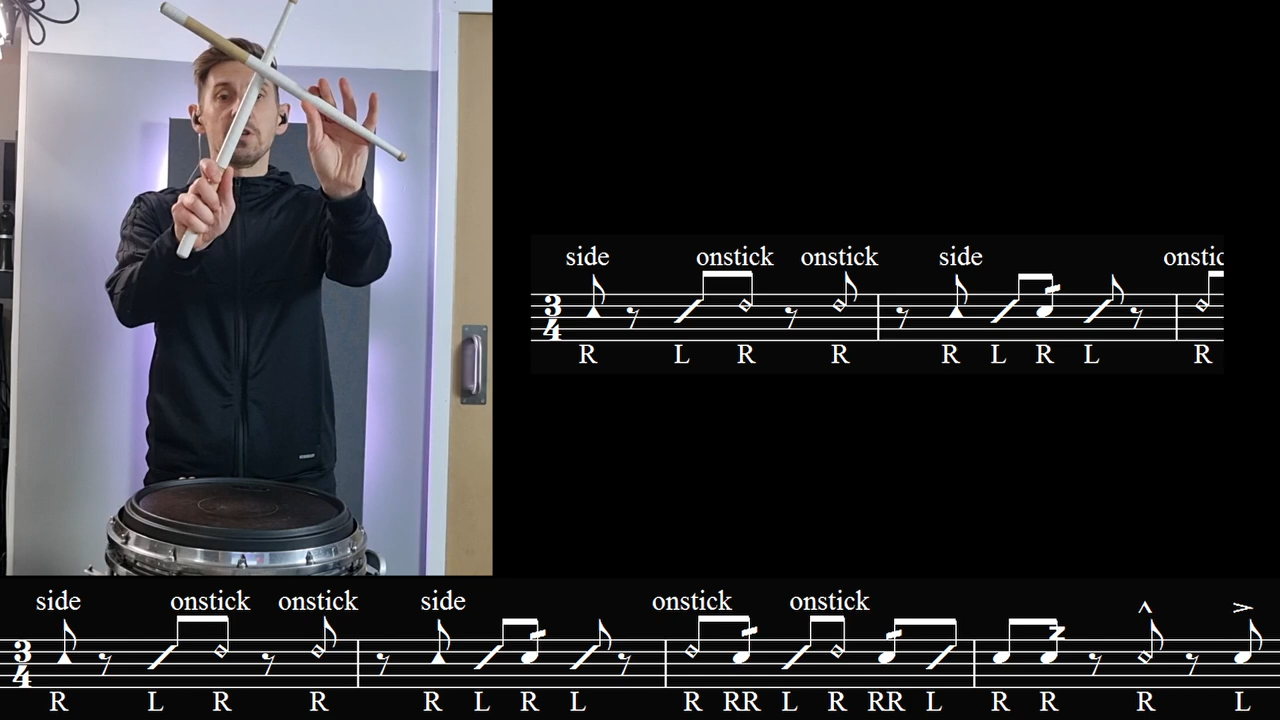 side onstick onstick side onstic
3
4
R L R R R L R L R
side onstick onstick side onstick onstick
3
4
R L R R R L R L R RR L R RR L R R R L